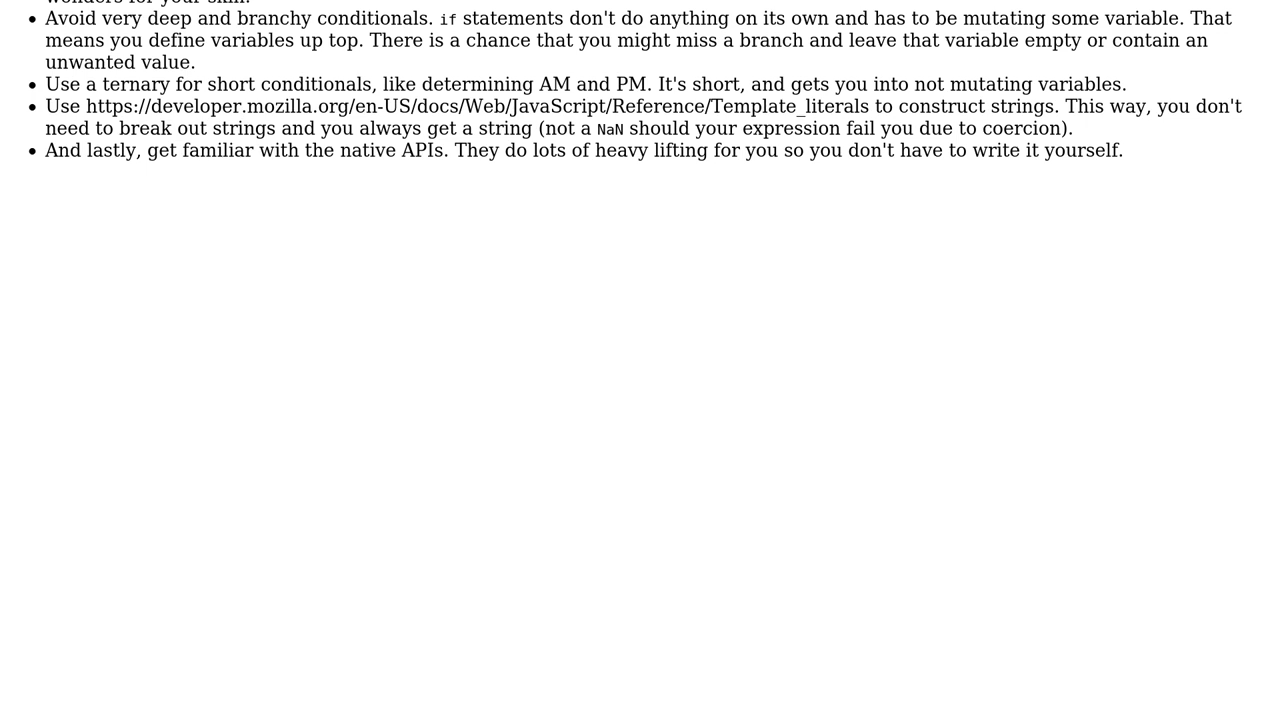 wonders for your skill.
Avoid very deep and branchy conditionals. if statements don't do anything on its own and has to be mutating some variable. That
means you define variables up top. There is a chance that you might miss a branch and leave that variable empty or contain an
unwanted value.
Use a ternary for short conditionals, like determining AM and PM. It's short, and gets you into not mutating variables.
Use https://developer.mozilla.org/en-US/docs/Web/JavaScript/Reference/Template_literals to construct strings. This way, you don't
need to break out strings and you always get a string (not a NaN should your expression fail you due to coercion).
And lastly, get familiar with the native APIs. They do lots of heavy lifting for you so you don't have to write it yourself.